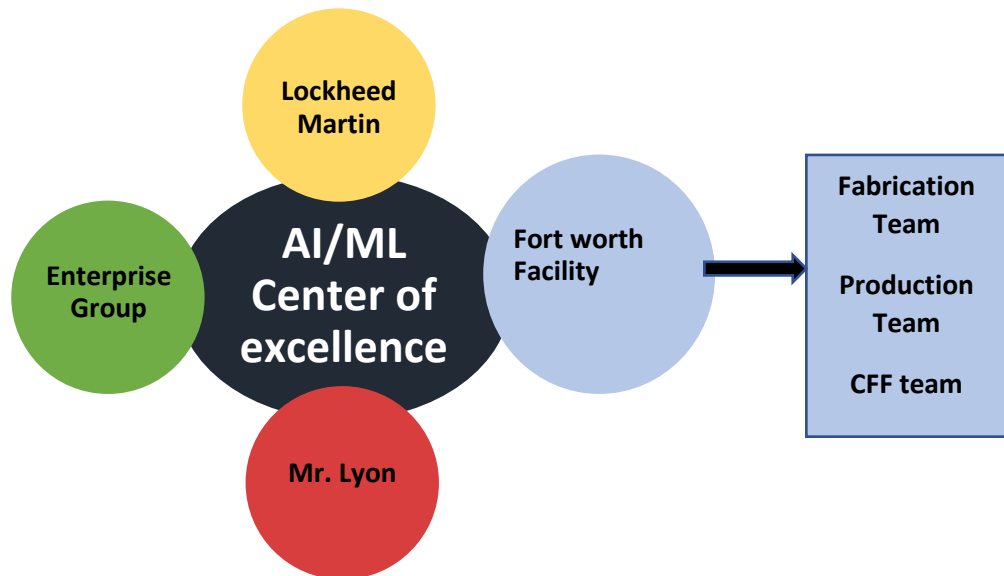 Lockheed
Martin
AI/ML
Center of
excellence
Enterprise
Group
Fort worth
Facility
Mr. Lyon
Fabrication
Team
Production
Team
CFF team